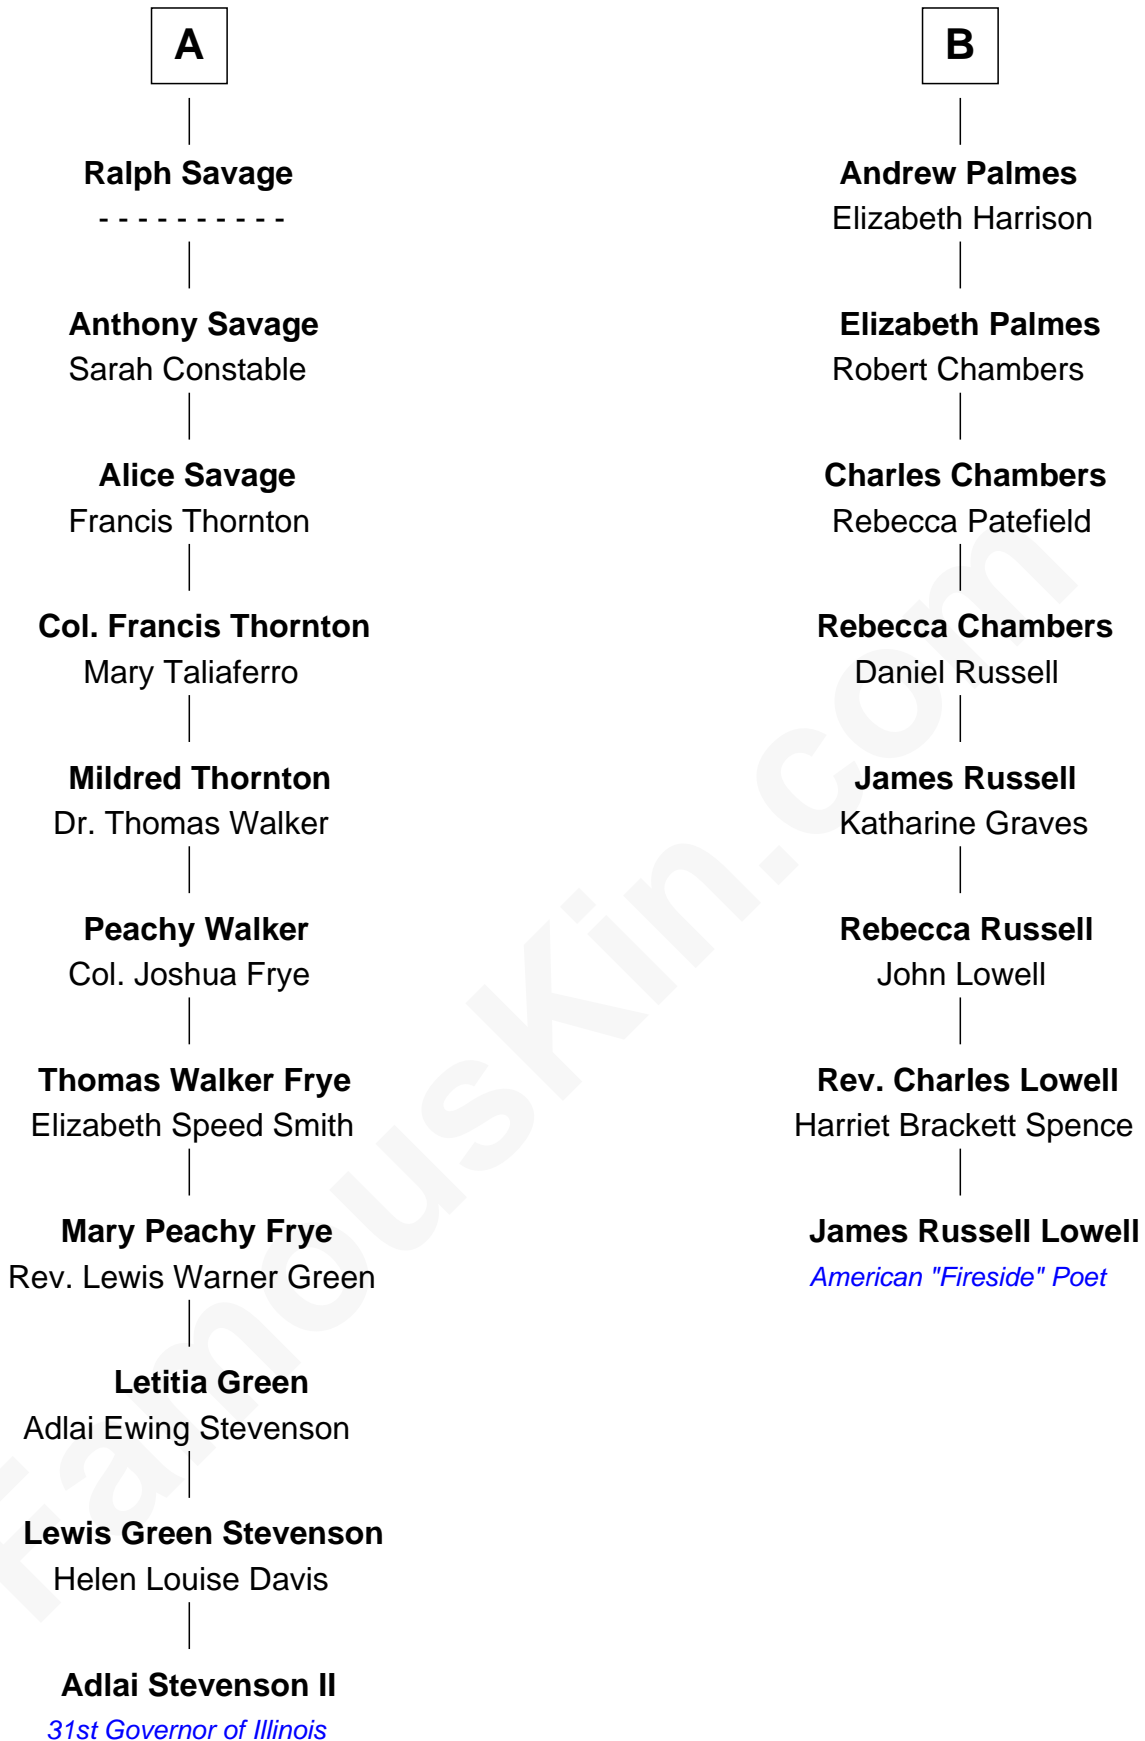 A
Ralph Savage
- - - - - - - - - -
Anthony Savage
Sarah Constable
Alice Savage
Francis Thornton
Col. Francis Thornton
Mary Taliaferro
Mildred Thornton
Dr. Thomas Walker
Peachy Walker
Col. Joshua Frye
Thomas Walker Frye
Elizabeth Speed Smith
Mary Peachy Frye
Rev. Lewis Warner Green
Letitia Green
Adlai Ewing Stevenson
Lewis Green Stevenson
Helen Louise Davis
Adlai Stevenson II
31st Governor of Illinois
B
Andrew Palmes
Elizabeth Harrison
Elizabeth Palmes
Robert Chambers
Charles Chambers
Rebecca Patefield
Rebecca Chambers
Daniel Russell
James Russell
Katharine Graves
Rebecca Russell
John Lowell
Rev. Charles Lowell
Harriet Brackett Spence
James Russell Lowell
American "Fireside" Poet
FamousKin.com